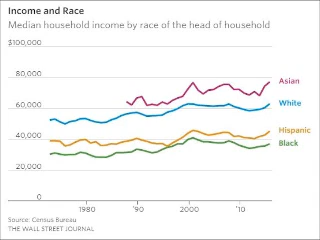 Income and Race
Median household income by race of the head of household
$100,000
80,000
Asian
White
60,000
Hispanic
40,000
Black
20,000
0
1980 '90 2000 '10
Source: Census Bureau
THE WALL STREET JOURNAL